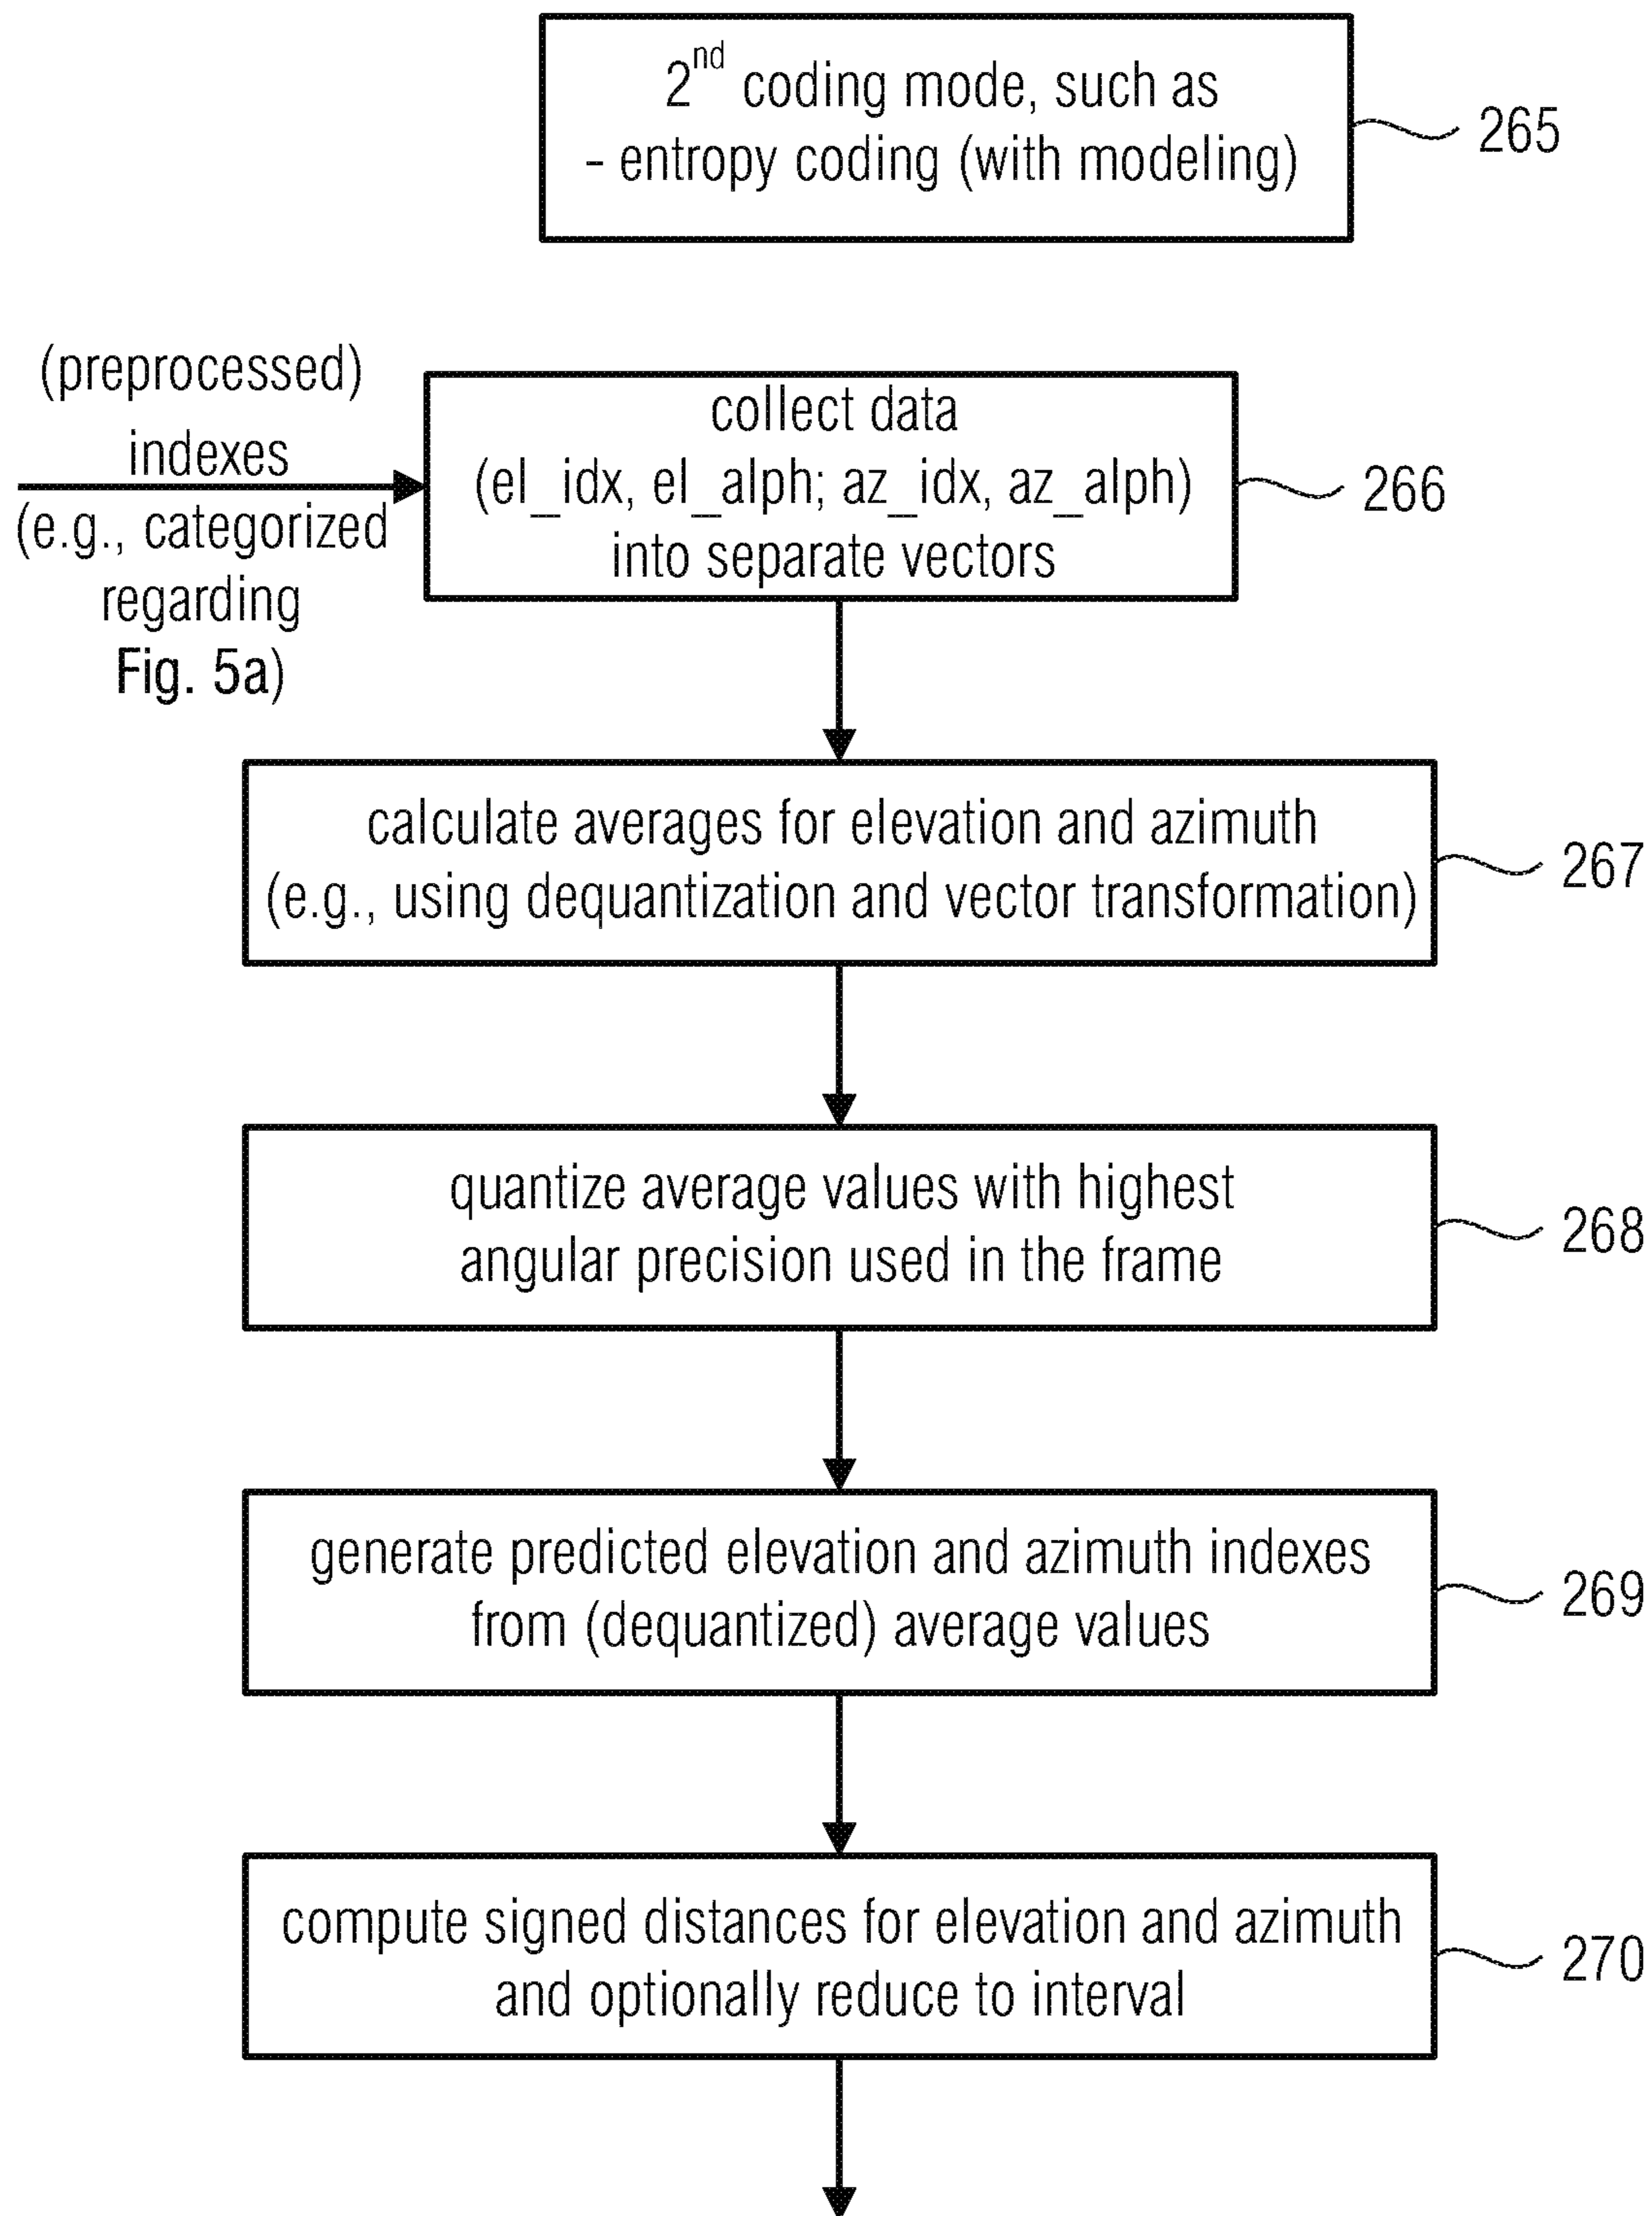 2nd coding mode, such as
- entropy coding (with modeling)
265
(preprocessed)
indexes
(e.g., categorized
regarding
Fig. 5a)
collect data
(el_idx, el_alph; az_idx, az_alph)
into separate vectors
266
calculate averages for elevation and azimuth
(e.g., using dequantization and vector transformation)
267
quantize average values with highest
angular precision used in the frame
268
generate predicted elevation and azimuth indexes
from (dequantized) average values
269
compute signed distances for elevation and azimuth
and optionally reduce to interval
270